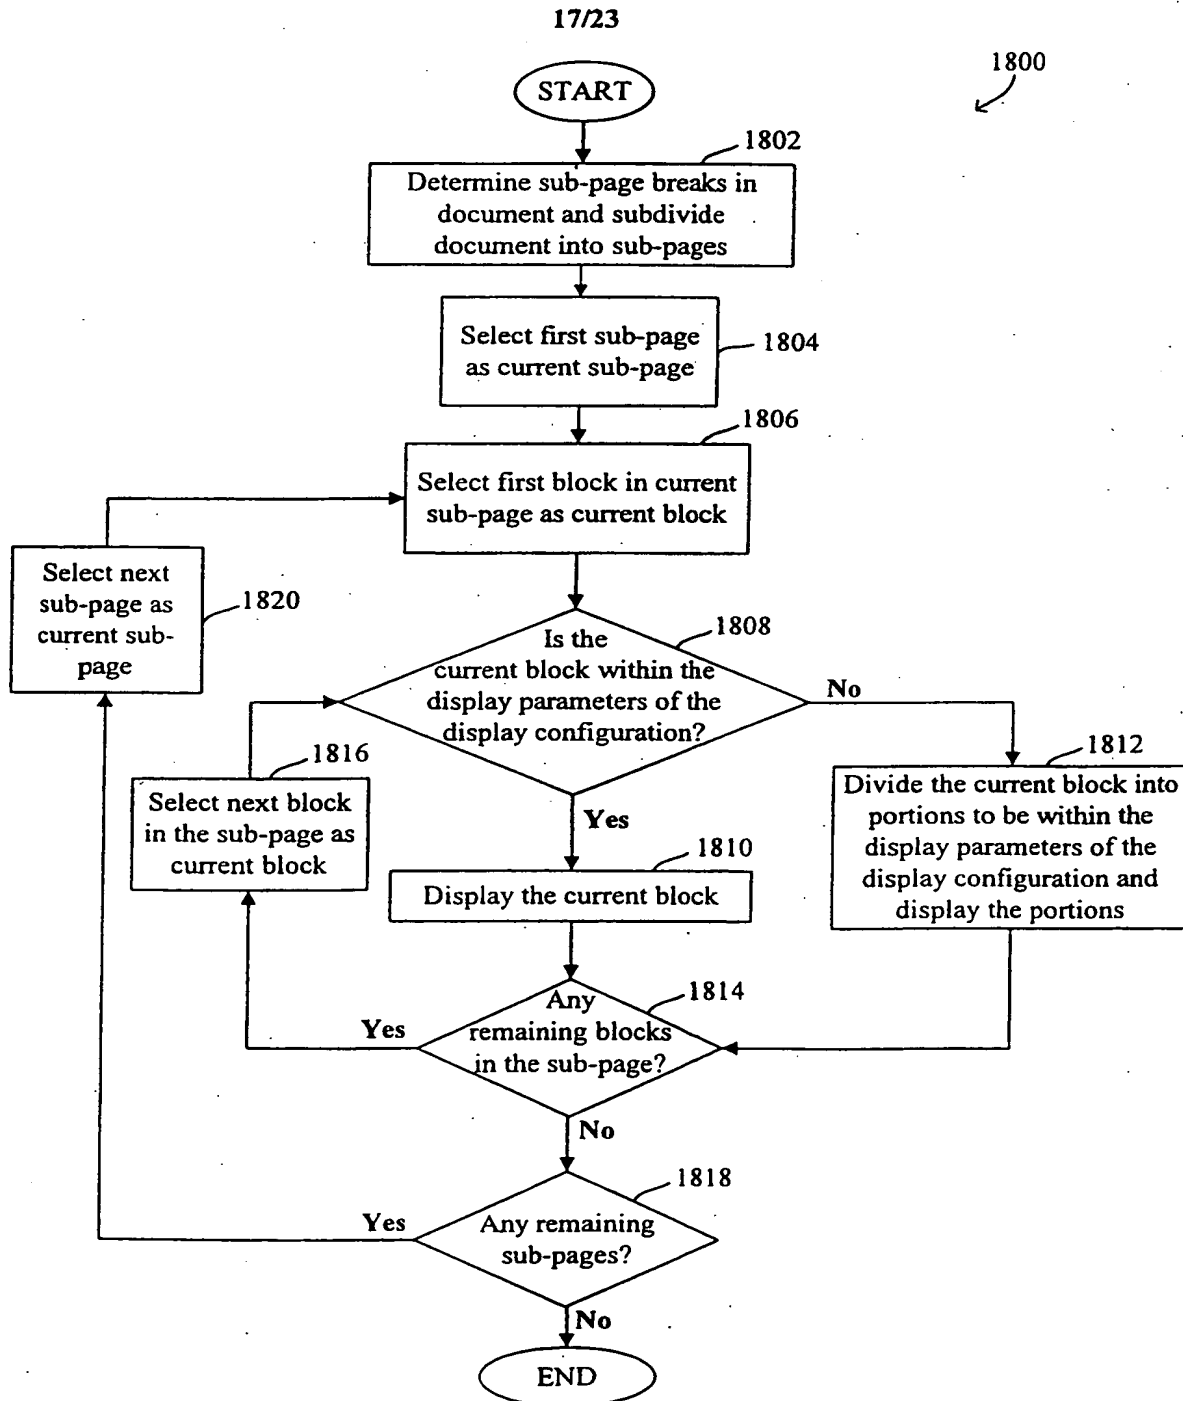 17/23
1800
START
1802
Determine sub-page breaks in
document and subdivide
document into sub-pages
Select first sub-page
as current sub-page
1804
1806
Select first block in current
sub-page as current block
Select next
sub-page as
current sub-
page
1820
Is the
current block within the
display parameters of the
display configuration?
1808
No
1816
Select next block
in the sub-page as
current block
Yes
1812
Divide the current block into
portions to be within the
display parameters of the
display configuration and
display the portions
1810
Display the current block
Any
remaining blocks
in the sub-page?
1814
Yes
No
1818
Any remaining
sub-pages?
Yes
No
END